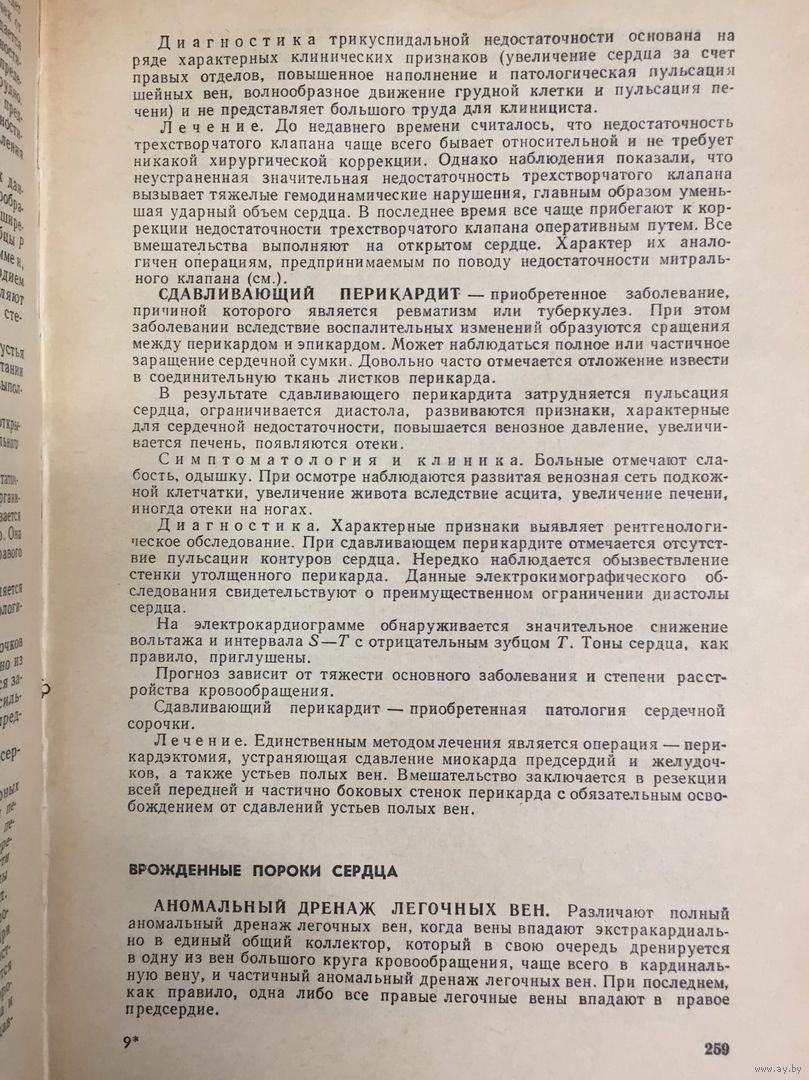 Диагностика трикуспидальной недостаточности основана на
ряде характерных клинических признаков (увеличение сердца за счет
правых отделов, повышенное наполнение и патологическая пульсация
шейных вен, волнообразное движение грудной клетки и пульсация пе-
чени) и не представляет большого труда для клинициста.
Лечение. До недавнего времени считалось, что недостаточность
трехстворчатого клапана чаще всего бывает относительной и не требует
никакой хирургической коррекции. Однако наблюдения показали, что
неустраненная значительная недостаточность трехстворчатого клапана
вызывает тяжелые гемодинамические нарушения, главным образом умень-
шая ударный объем сердца. В последнее время все чаще прибегают к кор-
рекции недостаточности трехстворчатого клапана оперативным путем. Все
вмешательства выполняют на открытом сердце. Характер их анало-
гичен операциям, предпринимаемым по поводу недостаточности митраль-
ного клапана (см.).
СДАВЛИВАЮЩИЙ ПЕРИКАРДИТ — приобретенное заболевание,
причиной которого является ревматизм или туберкулез. При этом
заболевании вследствие воспалительных изменений образуются сращения
между перикардом и эпикардом. Может наблюдаться полное или частичное
заращение сердечной сумки. Довольно часто отмечается отложение извести
в соединительную ткань листков перикарда.
В результате сдавливающего перикардита затрудняется пульсация
сердца, ограничивается диастола, развиваются признаки, характерные
для сердечной недостаточности, повышается венозное давление, увеличи-
вается печень, появляются отеки.
Симптоматология и клиника. Больные отмечают сла-
бость, одышку. При осмотре наблюдаются развитая венозная сеть подкож-
ной клетчатки, увеличение живота вследствие асцита, увеличение печени,
иногда отеки на ногах.
Диагностика. Характерные признаки выявляет рентгенологи-
ческое обследование. При сдавливающем перикардите отмечается отсутст-
вие пульсации контуров сердца. Нередко наблюдается обызвествление
стенки утолщенного перикарда. Данные электрокимографического об-
следования свидетельствуют о преимущественном ограничении диастолы
сердца.
На электрокардиограмме обнаруживается значительное снижение
вольтажа и интервала S—T с отрицательным зубцом T. Тоны сердца, как
правило, приглушены.
Прогноз зависит от тяжести основного заболевания и степени расст-
ройства кровообращения.
Сдавливающий перикардит — приобретенная патология сердечной
сорочки.
Лечение. Единственным методом лечения является операция — пери-
кардэктомия, устраняющая сдавление миокарда предсердий и желудоч-
ков, а также устьев полых вен. Вмешательство заключается в резекции
всей передней и частично боковых стенок перикарда с обязательным осво-
бождением от сдавлений устьев полых вен.
ВРОЖДЕННЫЕ ПОРОКИ СЕРДЦА
АНОМАЛЬНЫЙ ДРЕНАЖ ЛЕГОЧНЫХ ВЕН. Различают полный
аномальный дренаж легочных вен, когда вены впадают экстракардиаль-
но в единый общий коллектор, который в свою очередь дренируется
в одну из вен большого круга кровообращения, чаще всего в кардиналь-
ную вену, и частичный аномальный дренаж легочных вен. При последнем,
как правило, одна либо все правые легочные вены впадают в правое
предсердие.
9*
259
www.ay.by